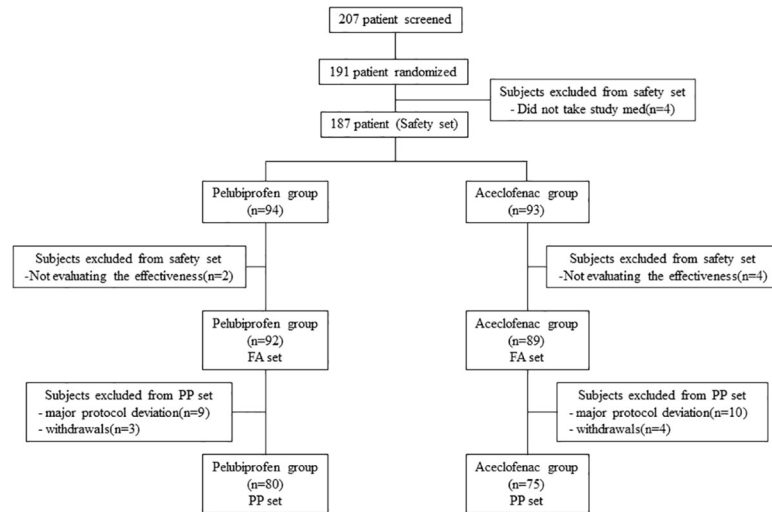 207 patient screened
191 patient randomized
Subjects excluded from safety set
- Did not take study med(n=4)
187 patient (Safety set)
Pelubiprofen group
(n=94)
Aceclofenac group
(n=93)
Subjects excluded from safety set
-Not evaluating the effectiveness(n=2)
Subjects excluded from safety set
-Not evaluating the effectiveness(n=4)
Pelubiprofen group
(n=92)
FA set
Aceclofenac group
(n=89)
FA set
Subjects excluded from PP set
- major protocol deviation(n=9)
- withdrawals(n=3)
Subjects excluded from PP set
- major protocol deviation(n=10)
- withdrawals(n=4)
Pelubiprofen group
(n=80)
PP set
Aceclofenac group
(n=75)
PP set